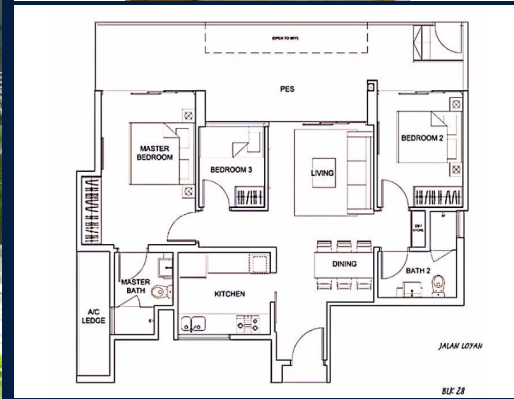 (OPEN TO SKY)
PES
MASTER
BEDROOM
BEDROOM 3
LIVING
BEDROOM 2
DINING
BATH 2
MASTER
BATH
KITCHEN
A/C
LEDGE
JALAN LOYAN
BLK 28